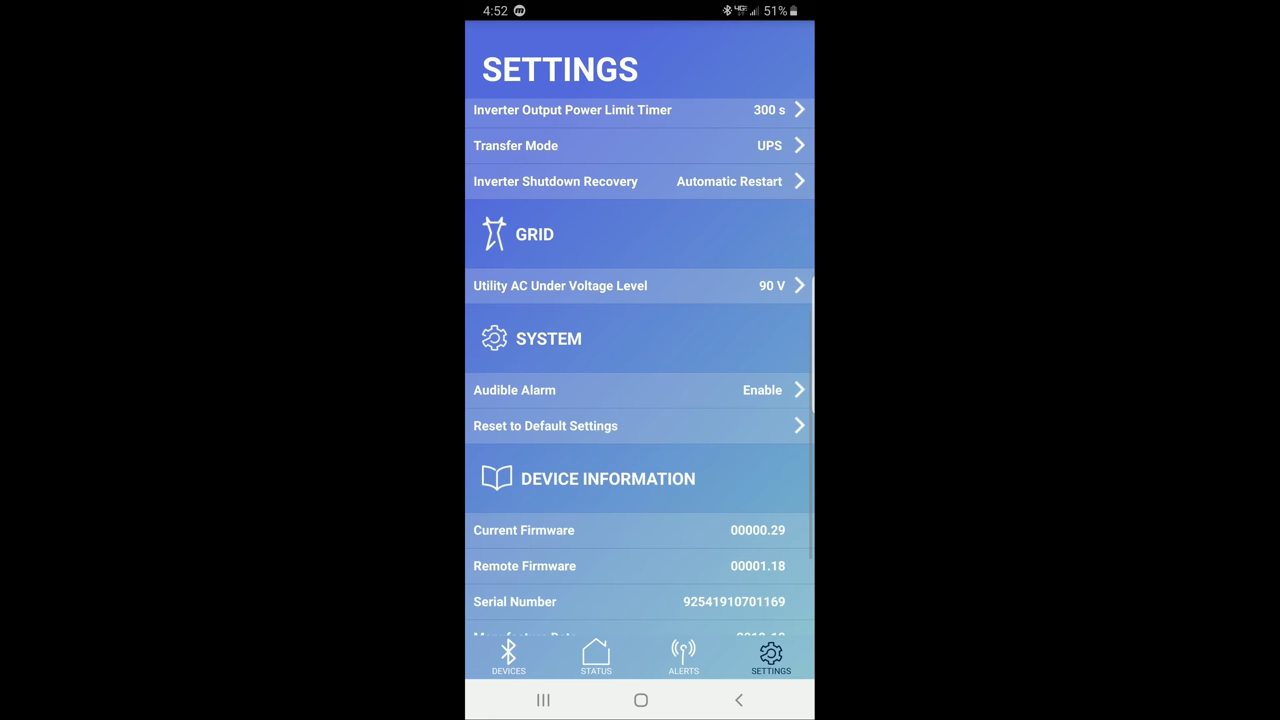 4:52 51%
SETTINGS
Inverter Output Power Limit Timer 300 s
Transfer Mode UPS
Inverter Shutdown Recovery Automatic Restart
GRID
Utility AC Under Voltage Level 90 V
SYSTEM
Audible Alarm Enable
Reset to Default Settings
DEVICE INFORMATION
Current Firmware 00000.29
Remote Firmware 00001.18
Serial Number 92541910701169
DEVICES STATUS ALERTS SETTINGS